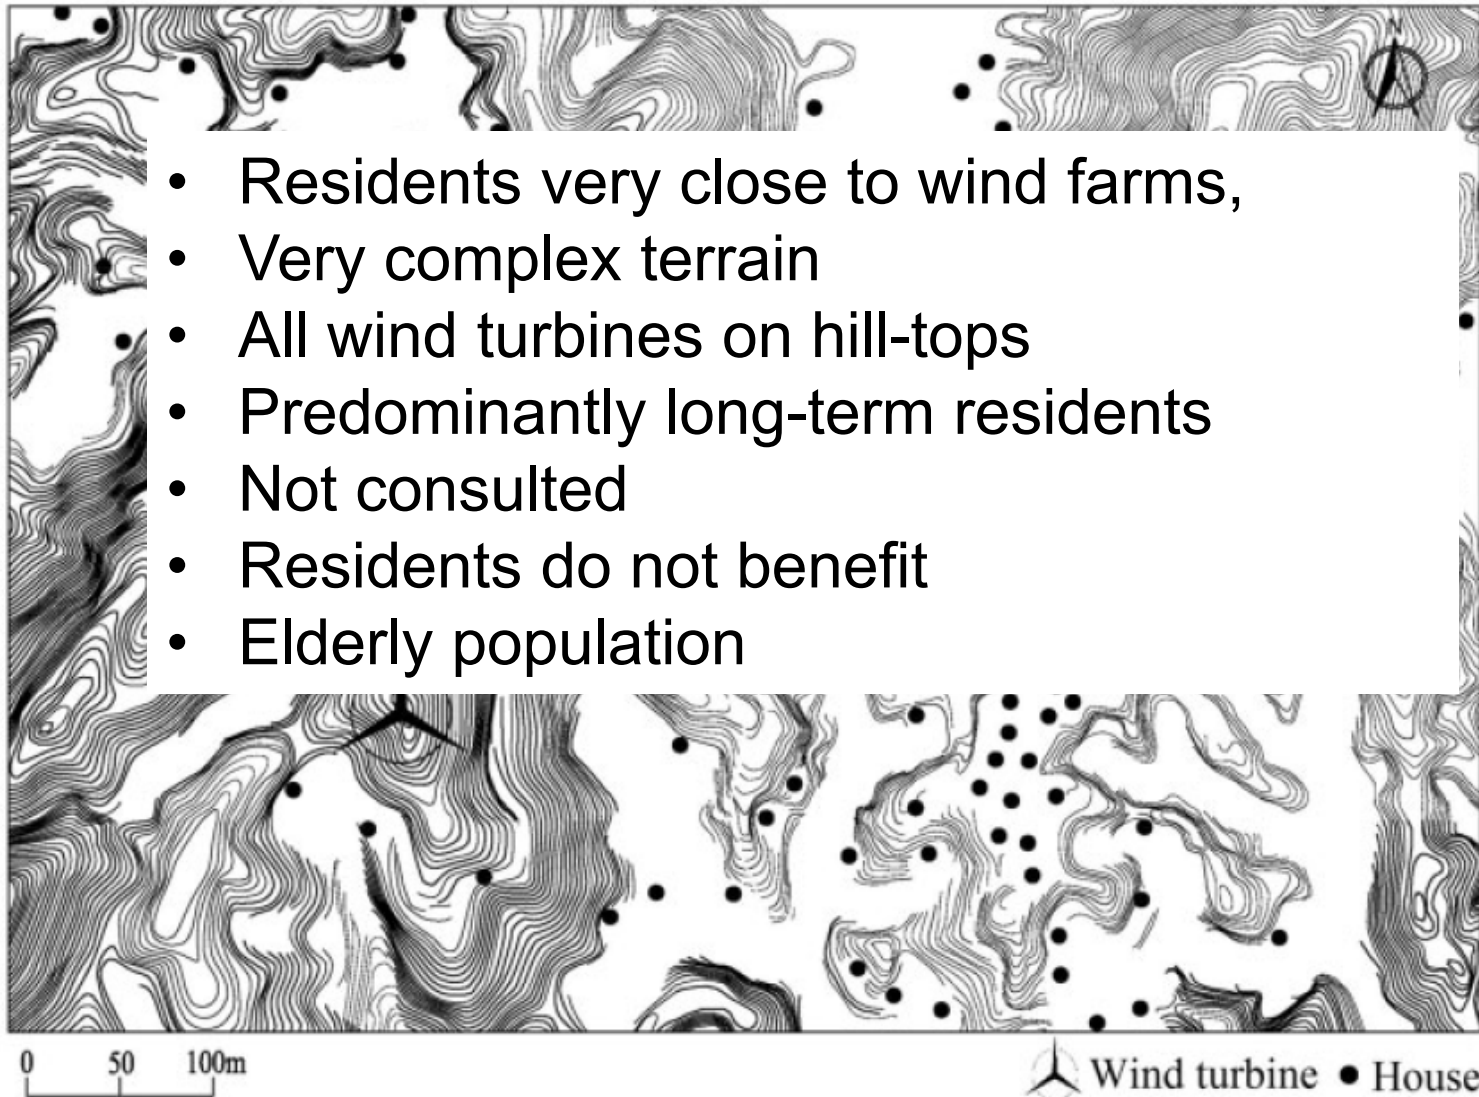 N
• Residents very close to wind farms,
• Very complex terrain
• All wind turbines on hill-tops
• Predominantly long-term residents
• Not consulted
• Residents do not benefit
• Elderly population
0 50 100m
Wind turbine • House